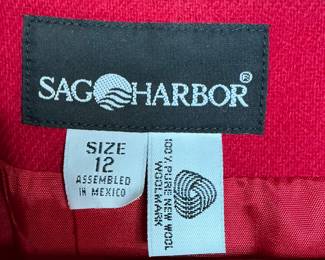 SAG HARBOR®
SIZE
12
ASSEMBLED
IN MEXICO
100% PURE NEW WOOL
WOOLMARK